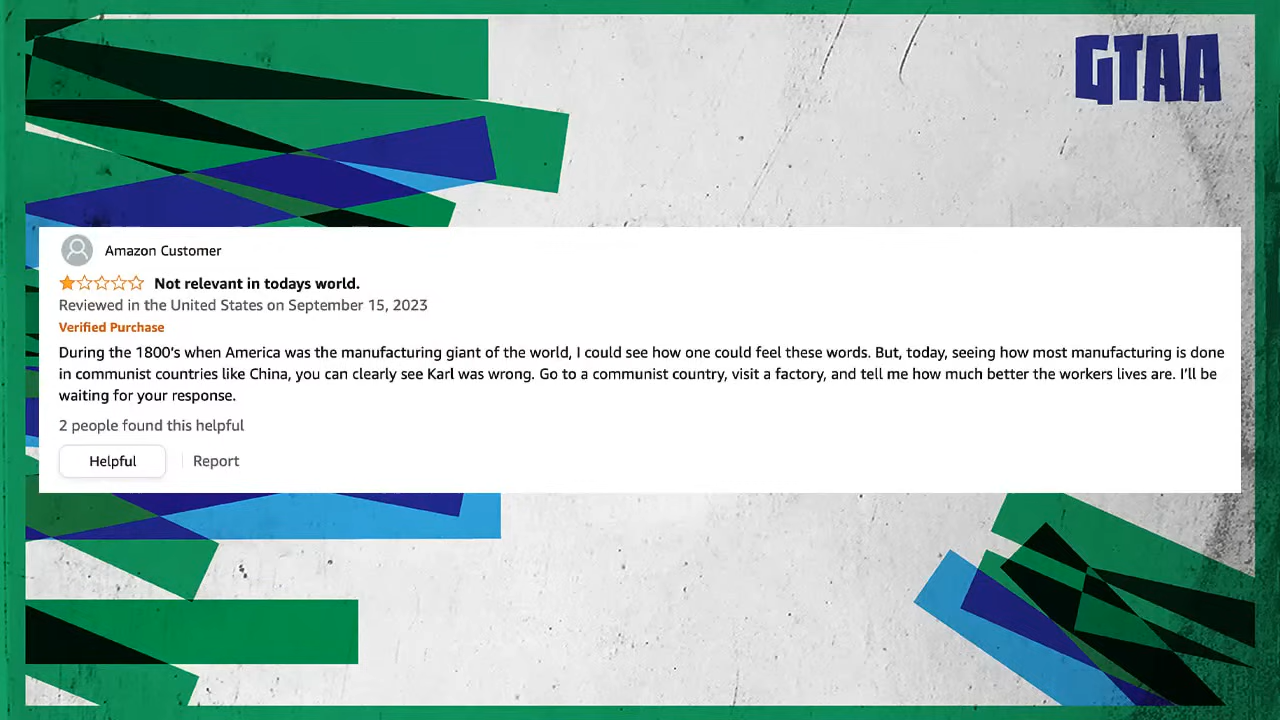 GTAA
Amazon Customer
Not relevant in todays world.
Reviewed in the United States on September 15, 2023
Verified Purchase
During the 1800's when America was the manufacturing giant of the world, I could see how one could feel these words. But, today, seeing how most manufacturing is done
in communist countries like China, you can clearly see Karl was wrong. Go to a communist country, visit a factory, and tell me how much better the workers lives are. I'll be
waiting for your response.
2 people found this helpful
Helpful
Report